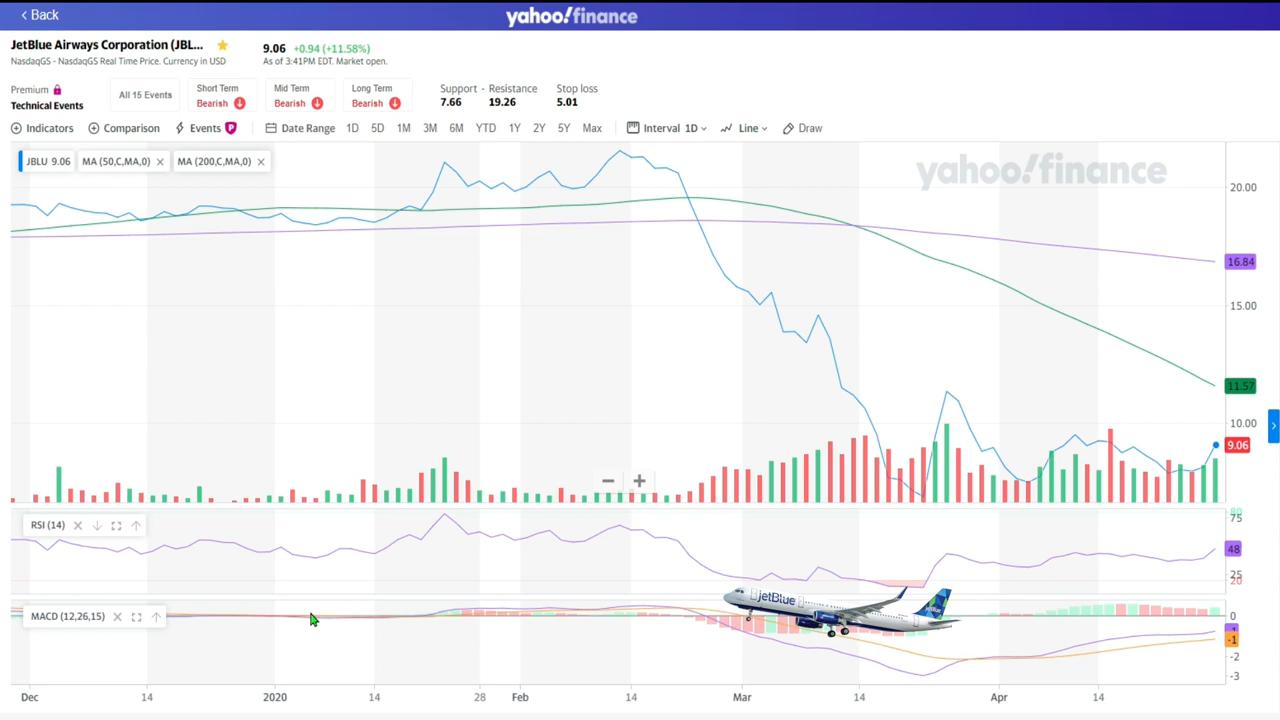 Back
yahoo!finance
JetBlue Airways Corporation (JBL...
9.06 +0.94 (+11.58%)
NasdaqGS - NasdaqGS Real Time Price. Currency in USD
As of 3:41PM EDT. Market open.
Premium
Technical Events
All 15 Events
Short Term
Bearish
Mid Term
Bearish
Long Term
Bearish
Support - Resistance
7.66 19.26
Stop loss
5.01
Indicators Comparison Events P Date Range 1D 5D 1M 3M 6M YTD 1Y 2Y 5Y Max Interval 1D Line Draw
JBLU 9.06 MA (50,C,MA,0) MA (200,C,MA,0)
yahoo!finance
20.00
16.84
15.00
11.57
10.00
9.06
RSI (14)
80
75
48
25
20
MACD (12,26,15)
jetBlue
jetBlue
0
-1
-1
-2
-3
Dec 14 2020 14 28 Feb 14 Mar 14 Apr 14